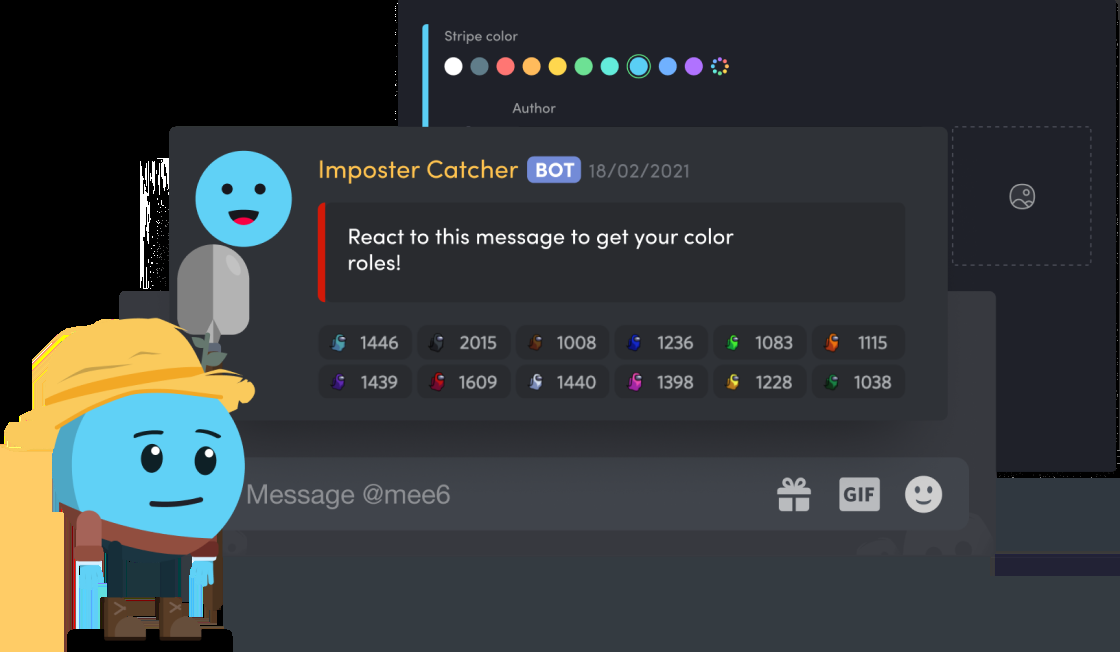 Stripe color
Author
Imposter Catcher BOT 18/02/2021
React to this message to get your color
roles!
1446 2015 1008 1236 1083 1115
1439 1609 1440 1398 1228 1038
Message @mee6
GIF